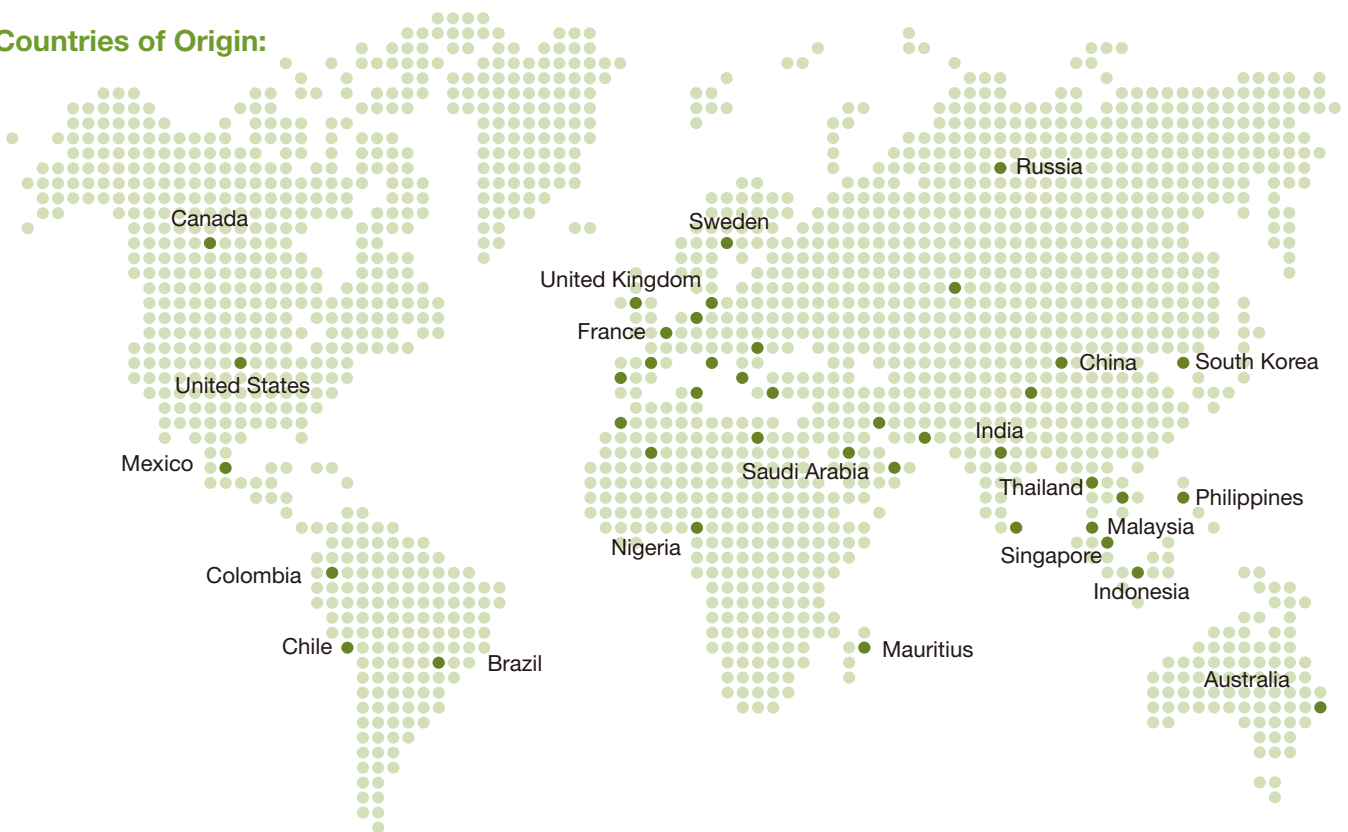 Countries of Origin:
Russia
Canada
Sweden
United Kingdom
France
China
South Korea
United States
India
Mexico
Saudi Arabia
Thailand
Philippines
Malaysia
Nigeria
Singapore
Colombia
Indonesia
Chile
Mauritius
Brazil
Australia